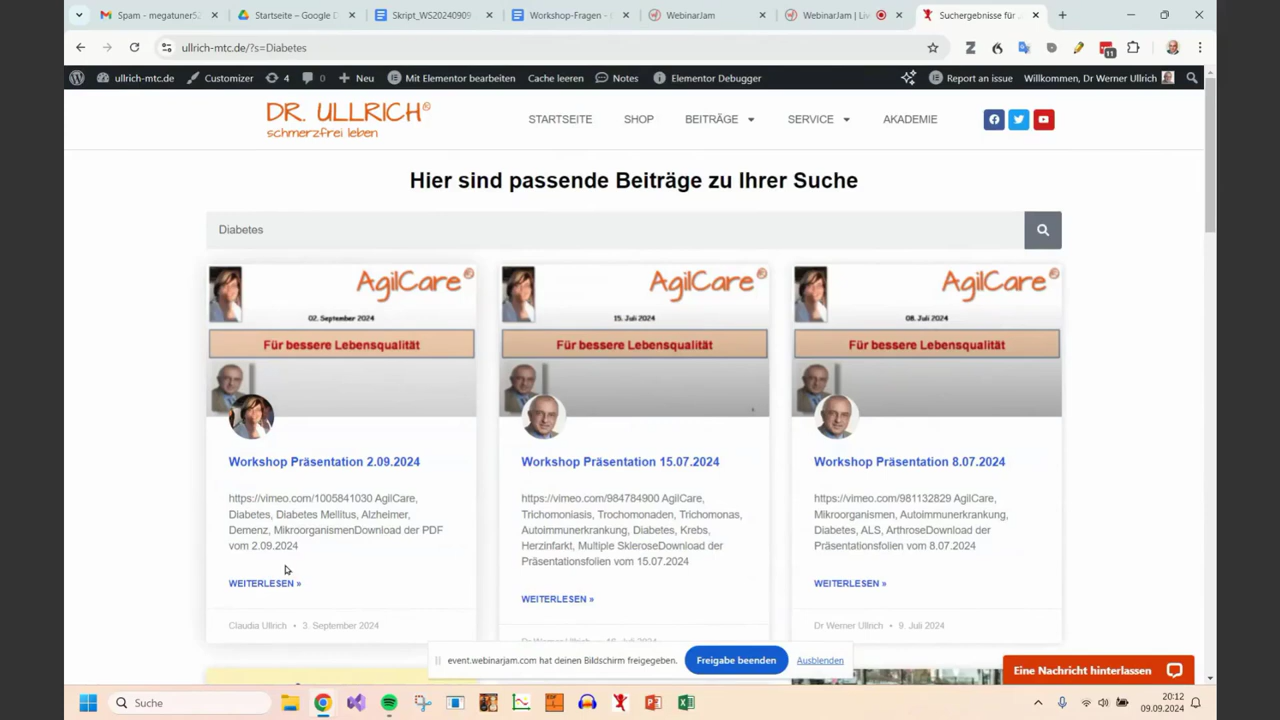 Spam - megatuner52
Startseite – Google D
Skript_WS20240909
Workshop-Fragen - G
WebinarJam
WebinarJam | Live
Suchergebnisse für
ullrich-mtc.de/?s=Diabetes
11
ullrich-mtc.de
Customizer
4
0
Neu
Mit Elementor bearbeiten
Cache leeren
Notes
Elementor Debugger
Report an issue
Willkommen, Dr Werner Ullrich
DR. ULLRICH®
schmerzfrei leben
STARTSEITE
SHOP
BEITRÄGE
SERVICE
AKADEMIE
Hier sind passende Beiträge zu Ihrer Suche
Diabetes
AgilCare®
02. September 2024
Für bessere Lebensqualität
Workshop Präsentation 2.09.2024
https://vimeo.com/1005841030 AgilCare,
Diabetes, Diabetes Mellitus, Alzheimer,
Demenz, MikroorganismenDownload der PDF
vom 2.09.2024
WEITERLESEN »
Claudia Ullrich • 3. September 2024
AgilCare®
15. Juli 2024
Für bessere Lebensqualität
Workshop Präsentation 15.07.2024
https://vimeo.com/984784900 AgilCare,
Trichomoniasis, Trochomonaden, Trichomonas,
Autoimmunerkrankung, Diabetes, Krebs,
Herzinfarkt, Multiple SkleroseDownload der
Präsentationsfolien vom 15.07.2024
WEITERLESEN »
AgilCare®
08. Juli 2024
Für bessere Lebensqualität
Workshop Präsentation 8.07.2024
https://vimeo.com/981132829 AgilCare,
Mikroorganismen, Autoimmunerkrankung,
Diabetes, ALS, ArthroseDownload der
Präsentationsfolien vom 8.07.2024
WEITERLESEN »
Dr Werner Ullrich • 9. Juli 2024
event.webinarjam.com hat deinen Bildschirm freigegeben.
Freigabe beenden
Ausblenden
Eine Nachricht hinterlassen
Suche
20:12
09.09.2024